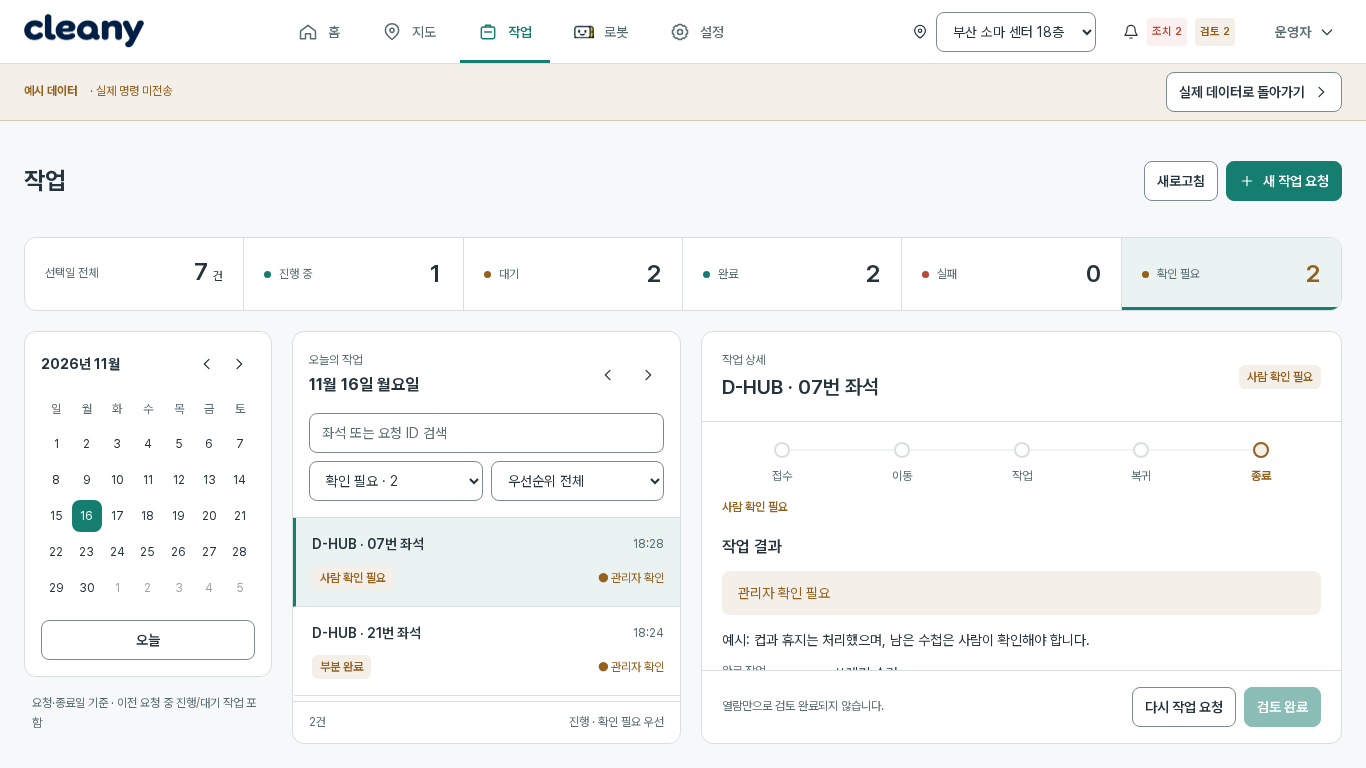 cleany
홈
지도
작업
로봇
설정
부산 소마 센터 18층
조치 2
검토 2
운영자
예시 데이터 · 실제 명령 미전송
실제 데이터로 돌아가기
작업
새로고침
새 작업 요청
선택일 전체 7 건
진행 중 1
대기 2
완료 2
실패 0
확인 필요 2
2026년 11월
일 월 화 수 목 금 토
1 2 3 4 5 6 7
8 9 10 11 12 13 14
15 16 17 18 19 20 21
22 23 24 25 26 27 28
29 30 1 2 3 4 5
오늘
요청·종료일 기준 · 이전 요청 중 진행/대기 작업 포
함
오늘의 작업
11월 16일 월요일
좌석 또는 요청 ID 검색
확인 필요 · 2
우선순위 전체
D-HUB · 07번 좌석 18:28
사람 확인 필요 관리자 확인
D-HUB · 21번 좌석 18:24
부분 완료 관리자 확인
2건 진행 · 확인 필요 우선
작업 상세
D-HUB · 07번 좌석
사람 확인 필요
접수 이동 작업 복귀 종료
사람 확인 필요
작업 결과
관리자 확인 필요
예시: 컵과 휴지는 처리했으며, 남은 수첩은 사람이 확인해야 합니다.
열람만으로 검토 완료되지 않습니다.
다시 작업 요청
검토 완료